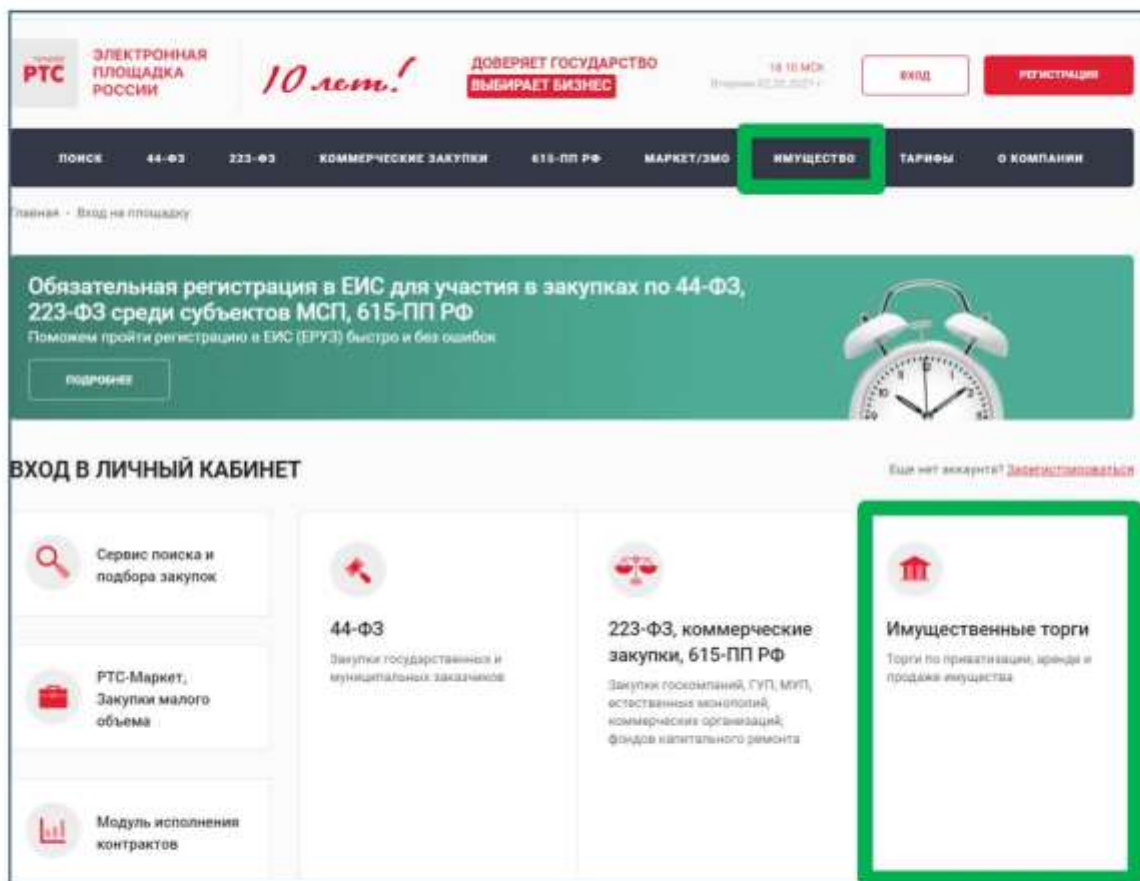 РТС
ЭЛЕКТРОННАЯ
ПЛОЩАДКА
РОССИИ
10 лет!
ДОВЕРЯЕТ ГОСУДАРСТВО
ВЫБИРАЕТ БИЗНЕС
ВХОД
РЕГИСТРАЦИЯ
ПОИСК 44-ФЗ 223-ФЗ КОММЕРЧЕСКИЕ ЗАКУПКИ 615-ПП РФ МАРКЕТ/ЗМО ИМУЩЕСТВО ТАРИФЫ О КОМПАНИИ
Главная - Вход на площадку
Обязательная регистрация в ЕИС для участия в закупках по 44-ФЗ,
223-ФЗ среди субъектов МСП, 615-ПП РФ
Поможем пройти регистрацию в ЕИС (ЕРУЗ) быстро и без ошибок
ПОДРОБНЕЕ
ВХОД В ЛИЧНЫЙ КАБИНЕТ
Еще нет аккаунта? Зарегистрироваться
Сервис поиска и
подбора закупок
РТС-Маркет,
Закупки малого
объема
Модуль исполнения
контрактов
44-ФЗ
Закупки государственных и
муниципальных заказчиков
223-ФЗ, коммерческие
закупки, 615-ПП РФ
Закупки госкомпаний, ГУП, МУП,
естественных монополий,
коммерческих организаций,
фондов капитального ремонта
Имущественные торги
Торги по приватизации, аренде и
продаже имущества